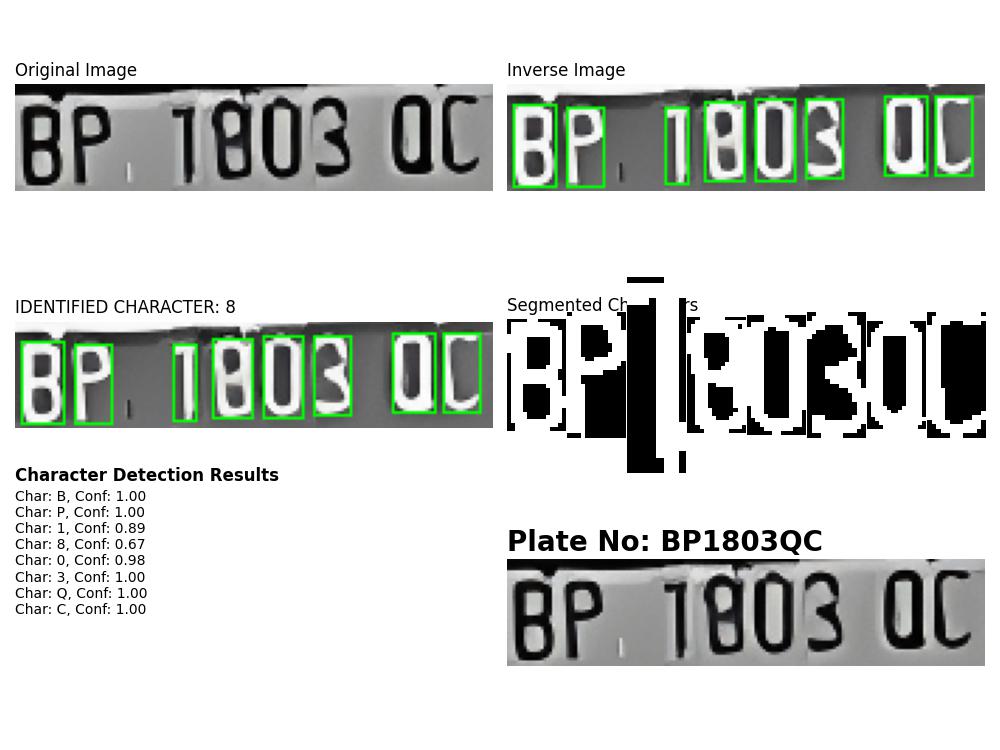 Original Image
BP 1803 QC
Inverse Image
BP 1803 QC
IDENTIFIED CHARACTER: 8
BP 1803 QC
Character Detection Results
Char: B, Conf: 1.00
Char: P, Conf: 1.00
Char: 1, Conf: 0.89
Char: 8, Conf: 0.67
Char: 0, Conf: 0.98
Char: 3, Conf: 1.00
Char: Q, Conf: 1.00
Char: C, Conf: 1.00
Segmented
Plate No: BP1803QC
BP 1803 QC